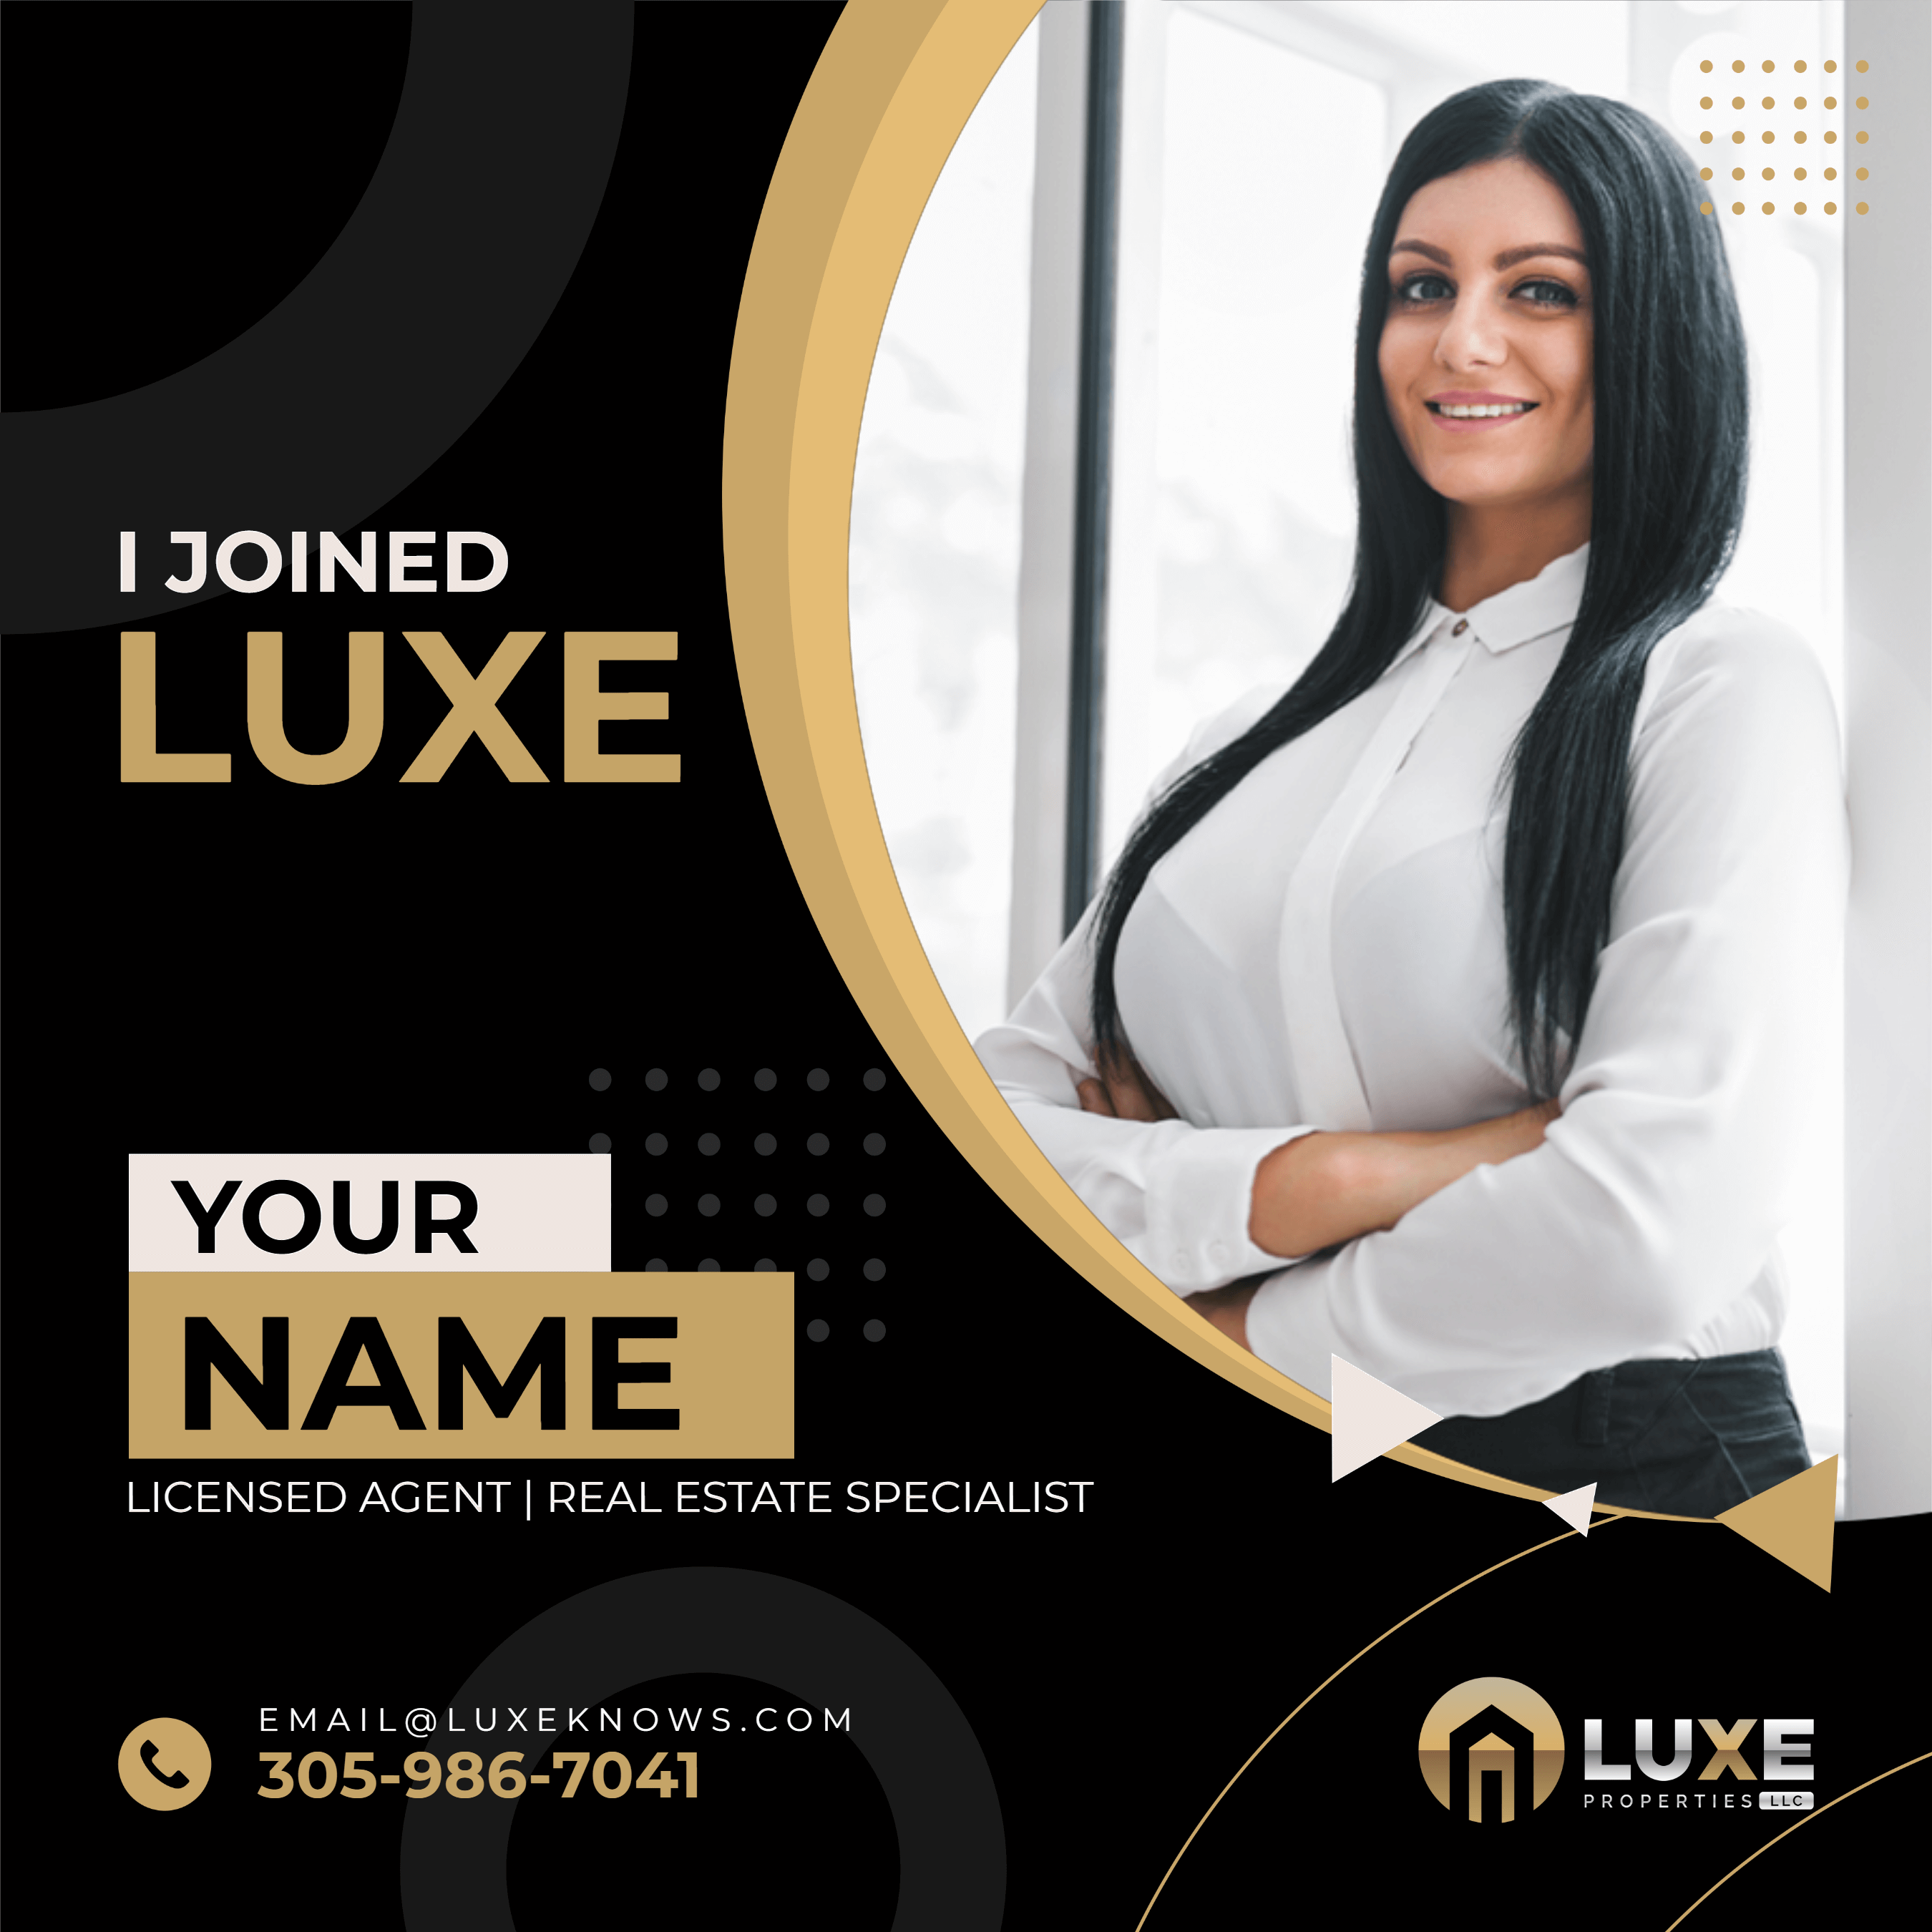 I JOINED
LUXE
YOUR
NAME
LICENSED AGENT | REAL ESTATE SPECIALIST
EMAIL@LUXEKNOWS.COM
305-986-7041
LUXE
PROPERTIES LLC